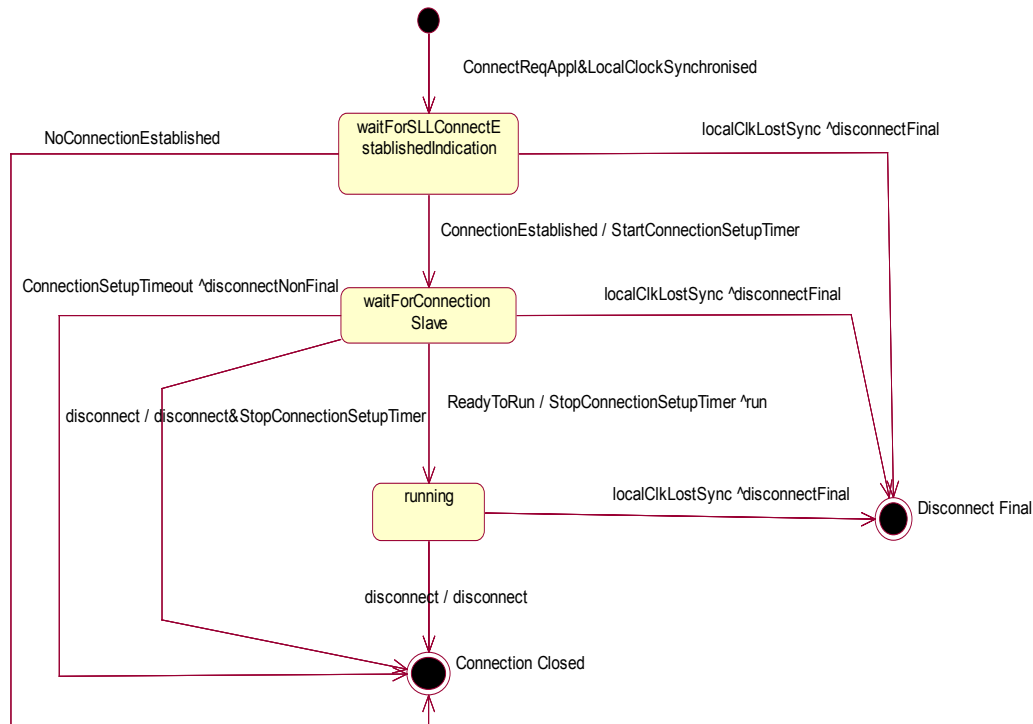 ConnectReqAppl&LocalClockSynchronised
waitForSLLConnectE
stablishedIndication
NoConnectionEstablished
localClkLostSync ^disconnectFinal
ConnectionEstablished / StartConnectionSetupTimer
ConnectionSetupTimeout ^disconnectNonFinal
waitForConnection
Slave
localClkLostSync ^disconnectFinal
disconnect / disconnect&StopConnectionSetupTimer
ReadyToRun / StopConnectionSetupTimer ^run
running
localClkLostSync ^disconnectFinal
Disconnect Final
disconnect / disconnect
Connection Closed